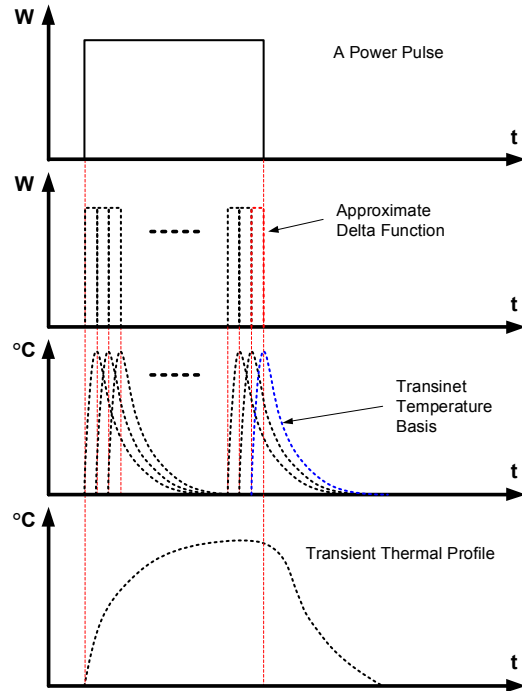 W
A Power Pulse
t
W
Approximate
Delta Function
t
°C
Transinet
Temperature
Basis
t
°C
Transient Thermal Profile
t